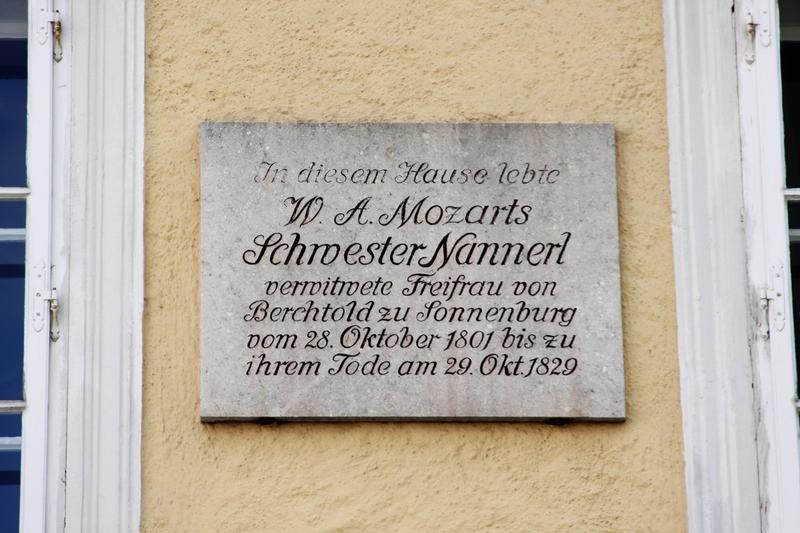 In diesem Hause lebte
W. A. Mozarts
Schwester Nannerl
verwitwete Freifrau von
Berchtold zu Sonnenburg
vom 28. Oktober 1801 bis zu
ihrem Tode am 29. Okt. 1829